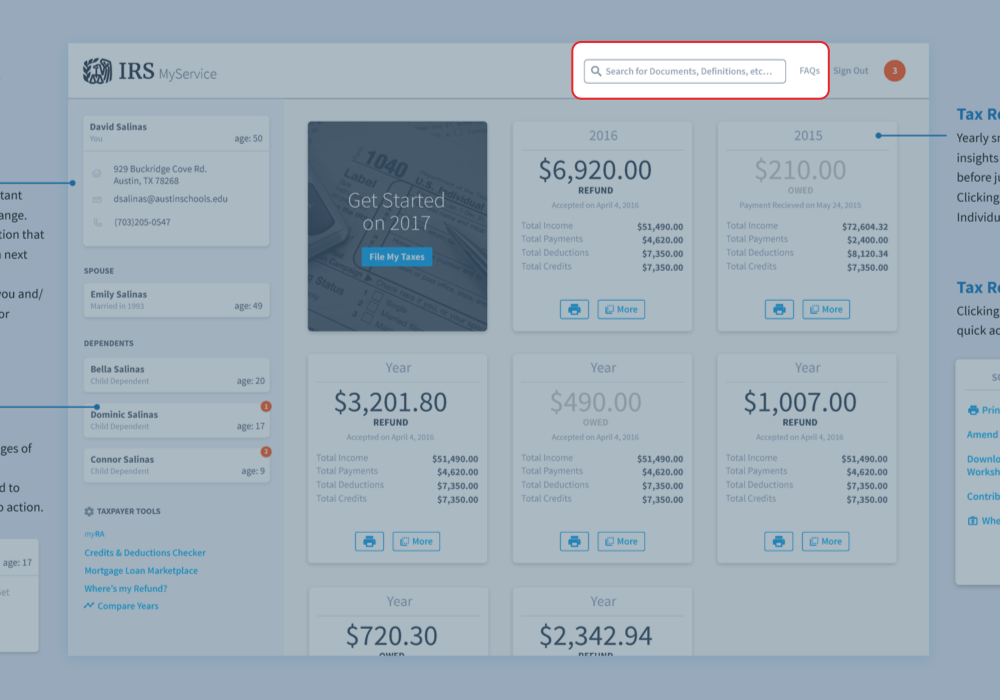 IRS MyService
Search for Documents, Definitions, etc...
FAQs
Sign Out
3
David Salinas
You
age: 50
929 Buckridge Cove Rd.
Austin, TX 78268
dsalinas@austinschools.edu
(703)205-0547
SPOUSE
Emily Salinas
Married in 1993
age: 49
DEPENDENTS
Bella Salinas
Child Dependent
age: 20
Dominic Salinas
Child Dependent
age: 17
Connor Salinas
Child Dependent
age: 9
TAXPAYER TOOLS
myRA
Credits & Deductions Checker
Mortgage Loan Marketplace
Where's my Refund?
Compare Years
1040
Label
U.S. Individual
Status
Get Started
on 2017
File My Taxes
2016
$6,920.00
REFUND
Accepted on April 4, 2016
Total Income $51,490.00
Total Payments $4,620.00
Total Deductions $7,350.00
Total Credits $7,350.00
More
2015
$210.00
OWED
Payment Recieved on May 24, 2015
Total Income $72,604.32
Total Payments $2,400.00
Total Deductions $8,120.34
Total Credits $7,350.00
More
Year
$3,201.80
REFUND
Accepted on April 4, 2016
Total Income $51,490.00
Total Payments $4,620.00
Total Deductions $7,350.00
Total Credits $7,350.00
More
Year
$490.00
OWED
Accepted on April 4, 2016
Total Income $51,490.00
Total Payments $4,620.00
Total Deductions $7,350.00
Total Credits $7,350.00
More
Year
$1,007.00
REFUND
Accepted on April 4, 2016
Total Income $51,490.00
Total Payments $4,620.00
Total Deductions $7,350.00
Total Credits $7,350.00
More
Year
$720.30
OWED
Year
$2,342.94
REFUND
tant
ange.
tion that
next
you and/
or
ges of
d to
o action.
age: 17
et
Tax Re
Yearly sn
insights
before ju
Clicking
Individu
Tax Re
Clicking
quick ac
Prin
Amend
Downlo
Worksh
Contrib
Whe